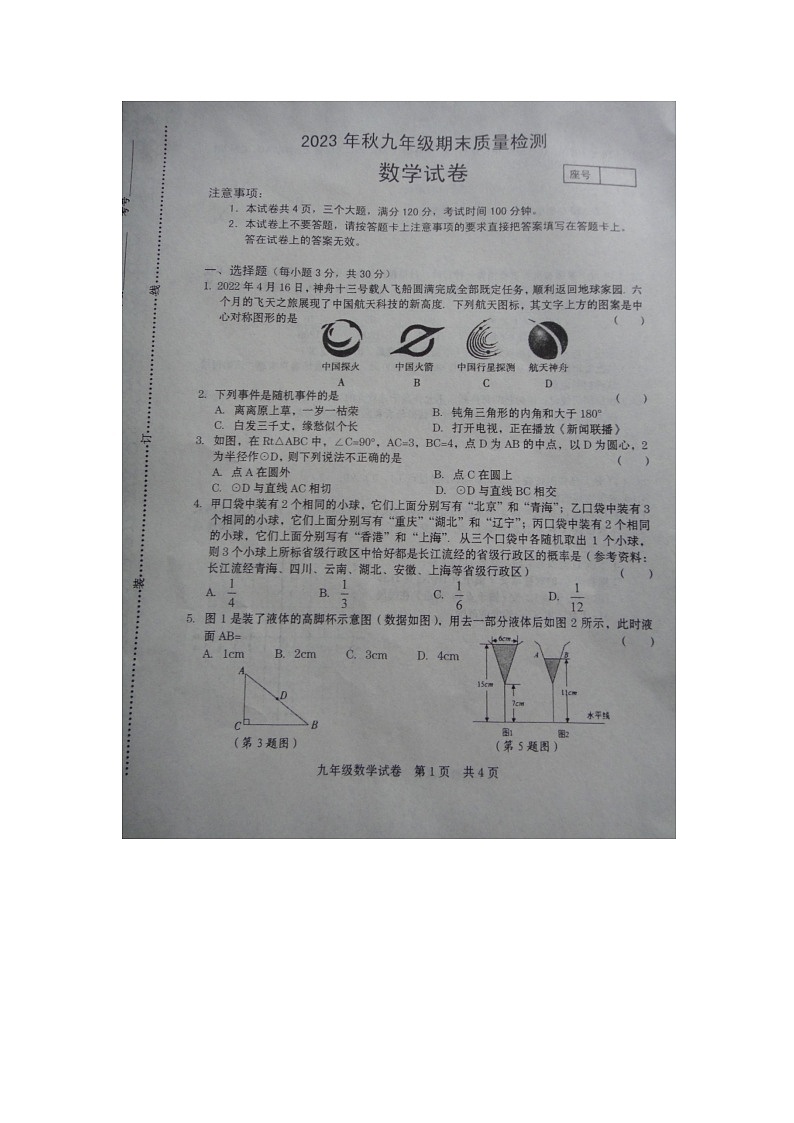 2023 年秋九年级期末质量检测
数学试卷
座号
注意事项：
1．本试卷共 4 页，三个大题，满分 120 分，考试时间 100 分钟。
2．本试卷上不要答题，请按答题卡上注意事项的要求直接把答案填写在答题卡上。
答在试卷上的答案无效。
一、选择题（每小题 3 分，共 30 分）
1. 2022 年 4 月 16 日，神舟十三号载人飞船圆满完成全部既定任务，顺利返回地球家园. 六
个月的飞天之旅展现了中国航天科技的新高度. 下列航天图标，其文字上方的图案是中
心对称图形的是 （ ）
中国探火 中国火箭 中国行星探测 航天神舟
A B C D
2. 下列事件是随机事件的是 （ ）
A. 离离原上草，一岁一枯荣 B. 钝角三角形的内角和大于 180°
C. 白发三千丈，缘愁似个长 D. 打开电视，正在播放《新闻联播》
3. 如图，在 Rt△ABC 中，∠C=90°，AC=3，BC=4，点 D 为 AB 的中点，以 D 为圆心，2
为半径作⊙D，则下列说法不正确的是 （ ）
A. 点 A 在圆外 B. 点 C 在圆上
C. ⊙D 与直线 AC 相切 D. ⊙D 与直线 BC 相交
4. 甲口袋中装有 2 个相同的小球，它们上面分别写有“北京”和“青海”；乙口袋中装有 3
个相同的小球，它们上面分别写有“重庆”“湖北”和“辽宁”；丙口袋中装有 2 个相同
的小球，它们上面分别写有“香港”和“上海”. 从三个口袋中各随机取出 1 个小球，
则 3 个小球上所标省级行政区中恰好都是长江流经的省级行政区的概率是（参考资料：
长江流经青海、四川、云南、湖北、安徽、上海等省级行政区） （ ）
A. 1/4 B. 1/3 C. 1/6 D. 1/12
5. 图 1 是装了液体的高脚杯示意图（数据如图），用去一部分液体后如图 2 所示，此时液
面 AB= （ ）
A. 1cm B. 2cm C. 3cm D. 4cm
A
D
C B
（第 3 题图）
6cm
A B
15cm
7cm
11cm
水平线
图1 图2
（第 5 题图）
九年级数学试卷 第 1 页 共 4 页
考号
线
订
装